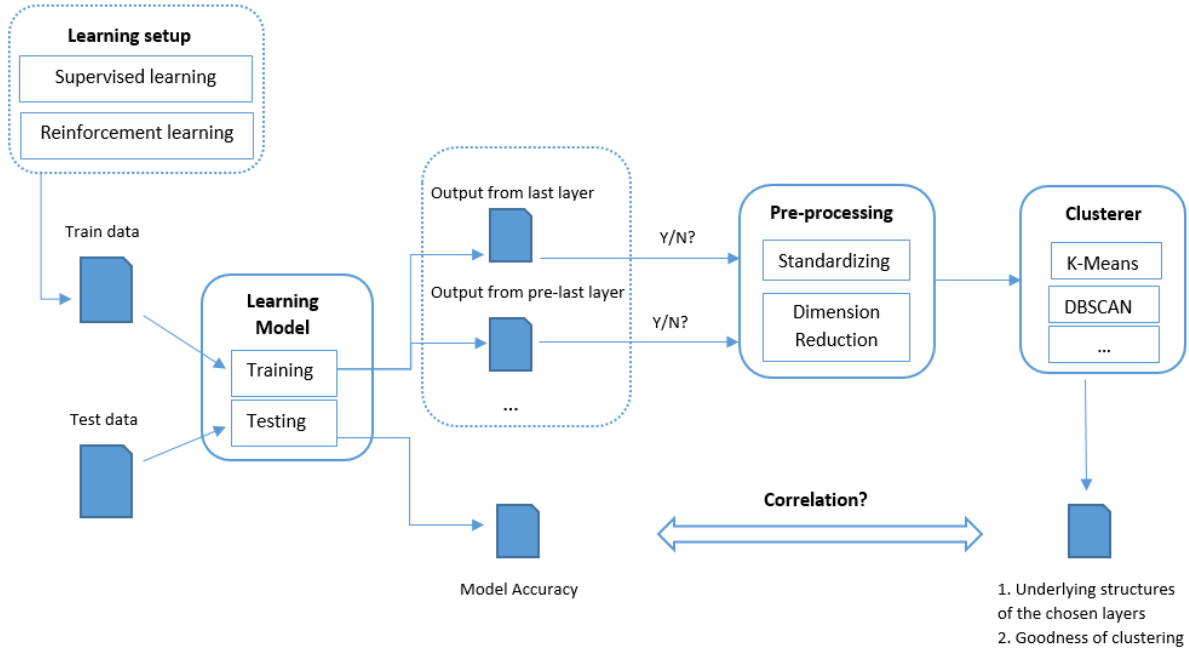 Learning setup
Supervised learning
Reinforcement learning
Train data
Test data
Learning
Model
Training
Testing
Output from last layer
Output from pre-last layer
...
Y/N?
Y/N?
Pre-processing
Standardizing
Dimension
Reduction
Clusterer
K-Means
DBSCAN
...
Correlation?
Model Accuracy
1. Underlying structures
of the chosen layers
2. Goodness of clustering